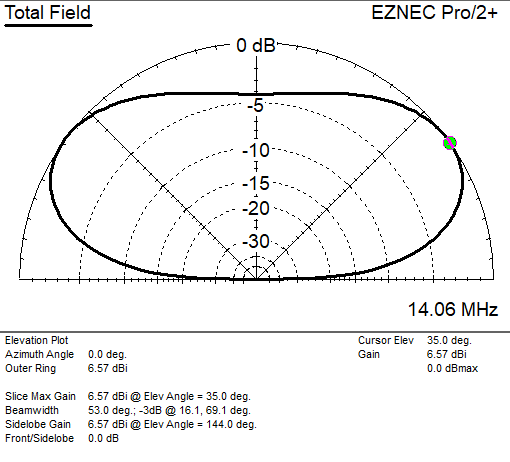 Total Field
EZNEC Pro/2+
0 dB
-5
-10
-15
-20
-30
14.06 MHz
Elevation Plot
Azimuth Angle 0.0 deg.
Outer Ring 6.57 dBi
Cursor Elev 35.0 deg.
Gain 6.57 dBi
0.0 dBmax
Slice Max Gain 6.57 dBi @ Elev Angle = 35.0 deg.
Beamwidth 53.0 deg.; -3dB @ 16.1, 69.1 deg.
Sidelobe Gain 6.57 dBi @ Elev Angle = 144.0 deg.
Front/Sidelobe 0.0 dB